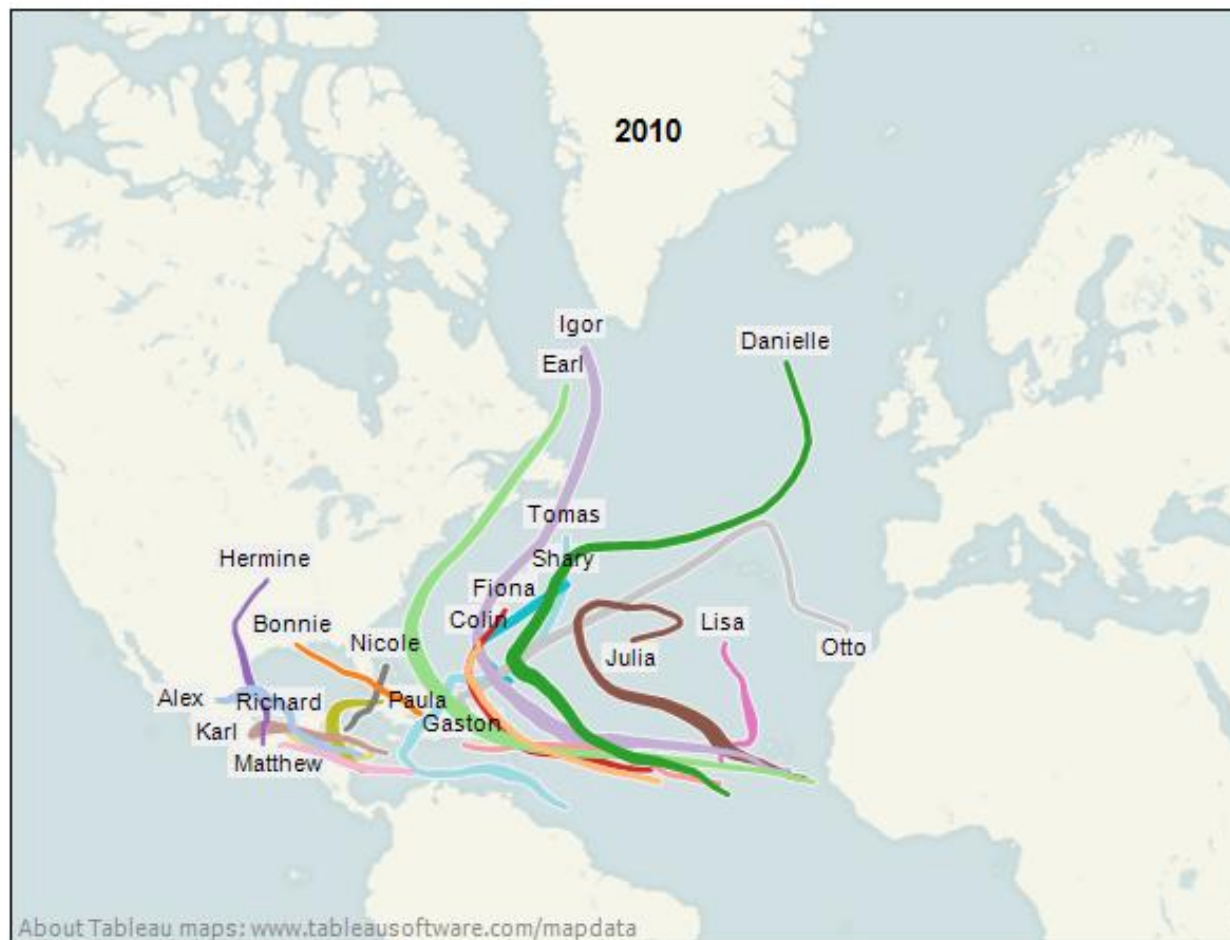 2010
Igor
Danielle
Earl
Tomas
Hermine
Shary
Fiona
Bonnie
Colin
Lisa
Nicole
Julia
Otto
Alex
Richard
Paula
Karl
Gaston
Matthew
About Tableau maps: www.tableausoftware.com/mapdata